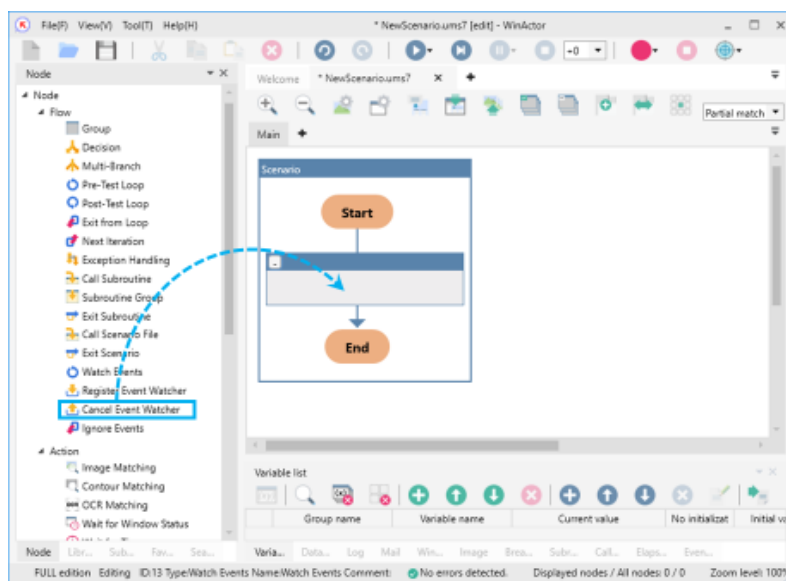 File(F) View(V) Tool(T) Help(H) * NewScenario.ums7 [edit] - WinActor
+0
Node
Node
Flow
Group
Decision
Multi-Branch
Pre-Test Loop
Post-Test Loop
Exit from Loop
Next Iteration
Exception Handling
Call Subroutine
Subroutine Group
Exit Subroutine
Call Scenario File
Exit Scenario
Watch Events
Register Event Watcher
Cancel Event Watcher
Ignore Events
Action
Image Matching
Contour Matching
OCR Matching
Wait for Window Status
Node Libr... Sub... Fav... Sea...
Welcome * NewScenario.ums7
Partial match
Main
Scenario
Start
End
Variable list
Group name Variable name Current value No initializat Initial va
Varia... Data... Log Mail Win... Image Brea... Subr... Call... Elaps... Even...
FULL edition Editing ID:13 Type:Watch Events Name:Watch Events Comment: No errors detected. Displayed nodes / All nodes: 0 / 0 Zoom level: 100%